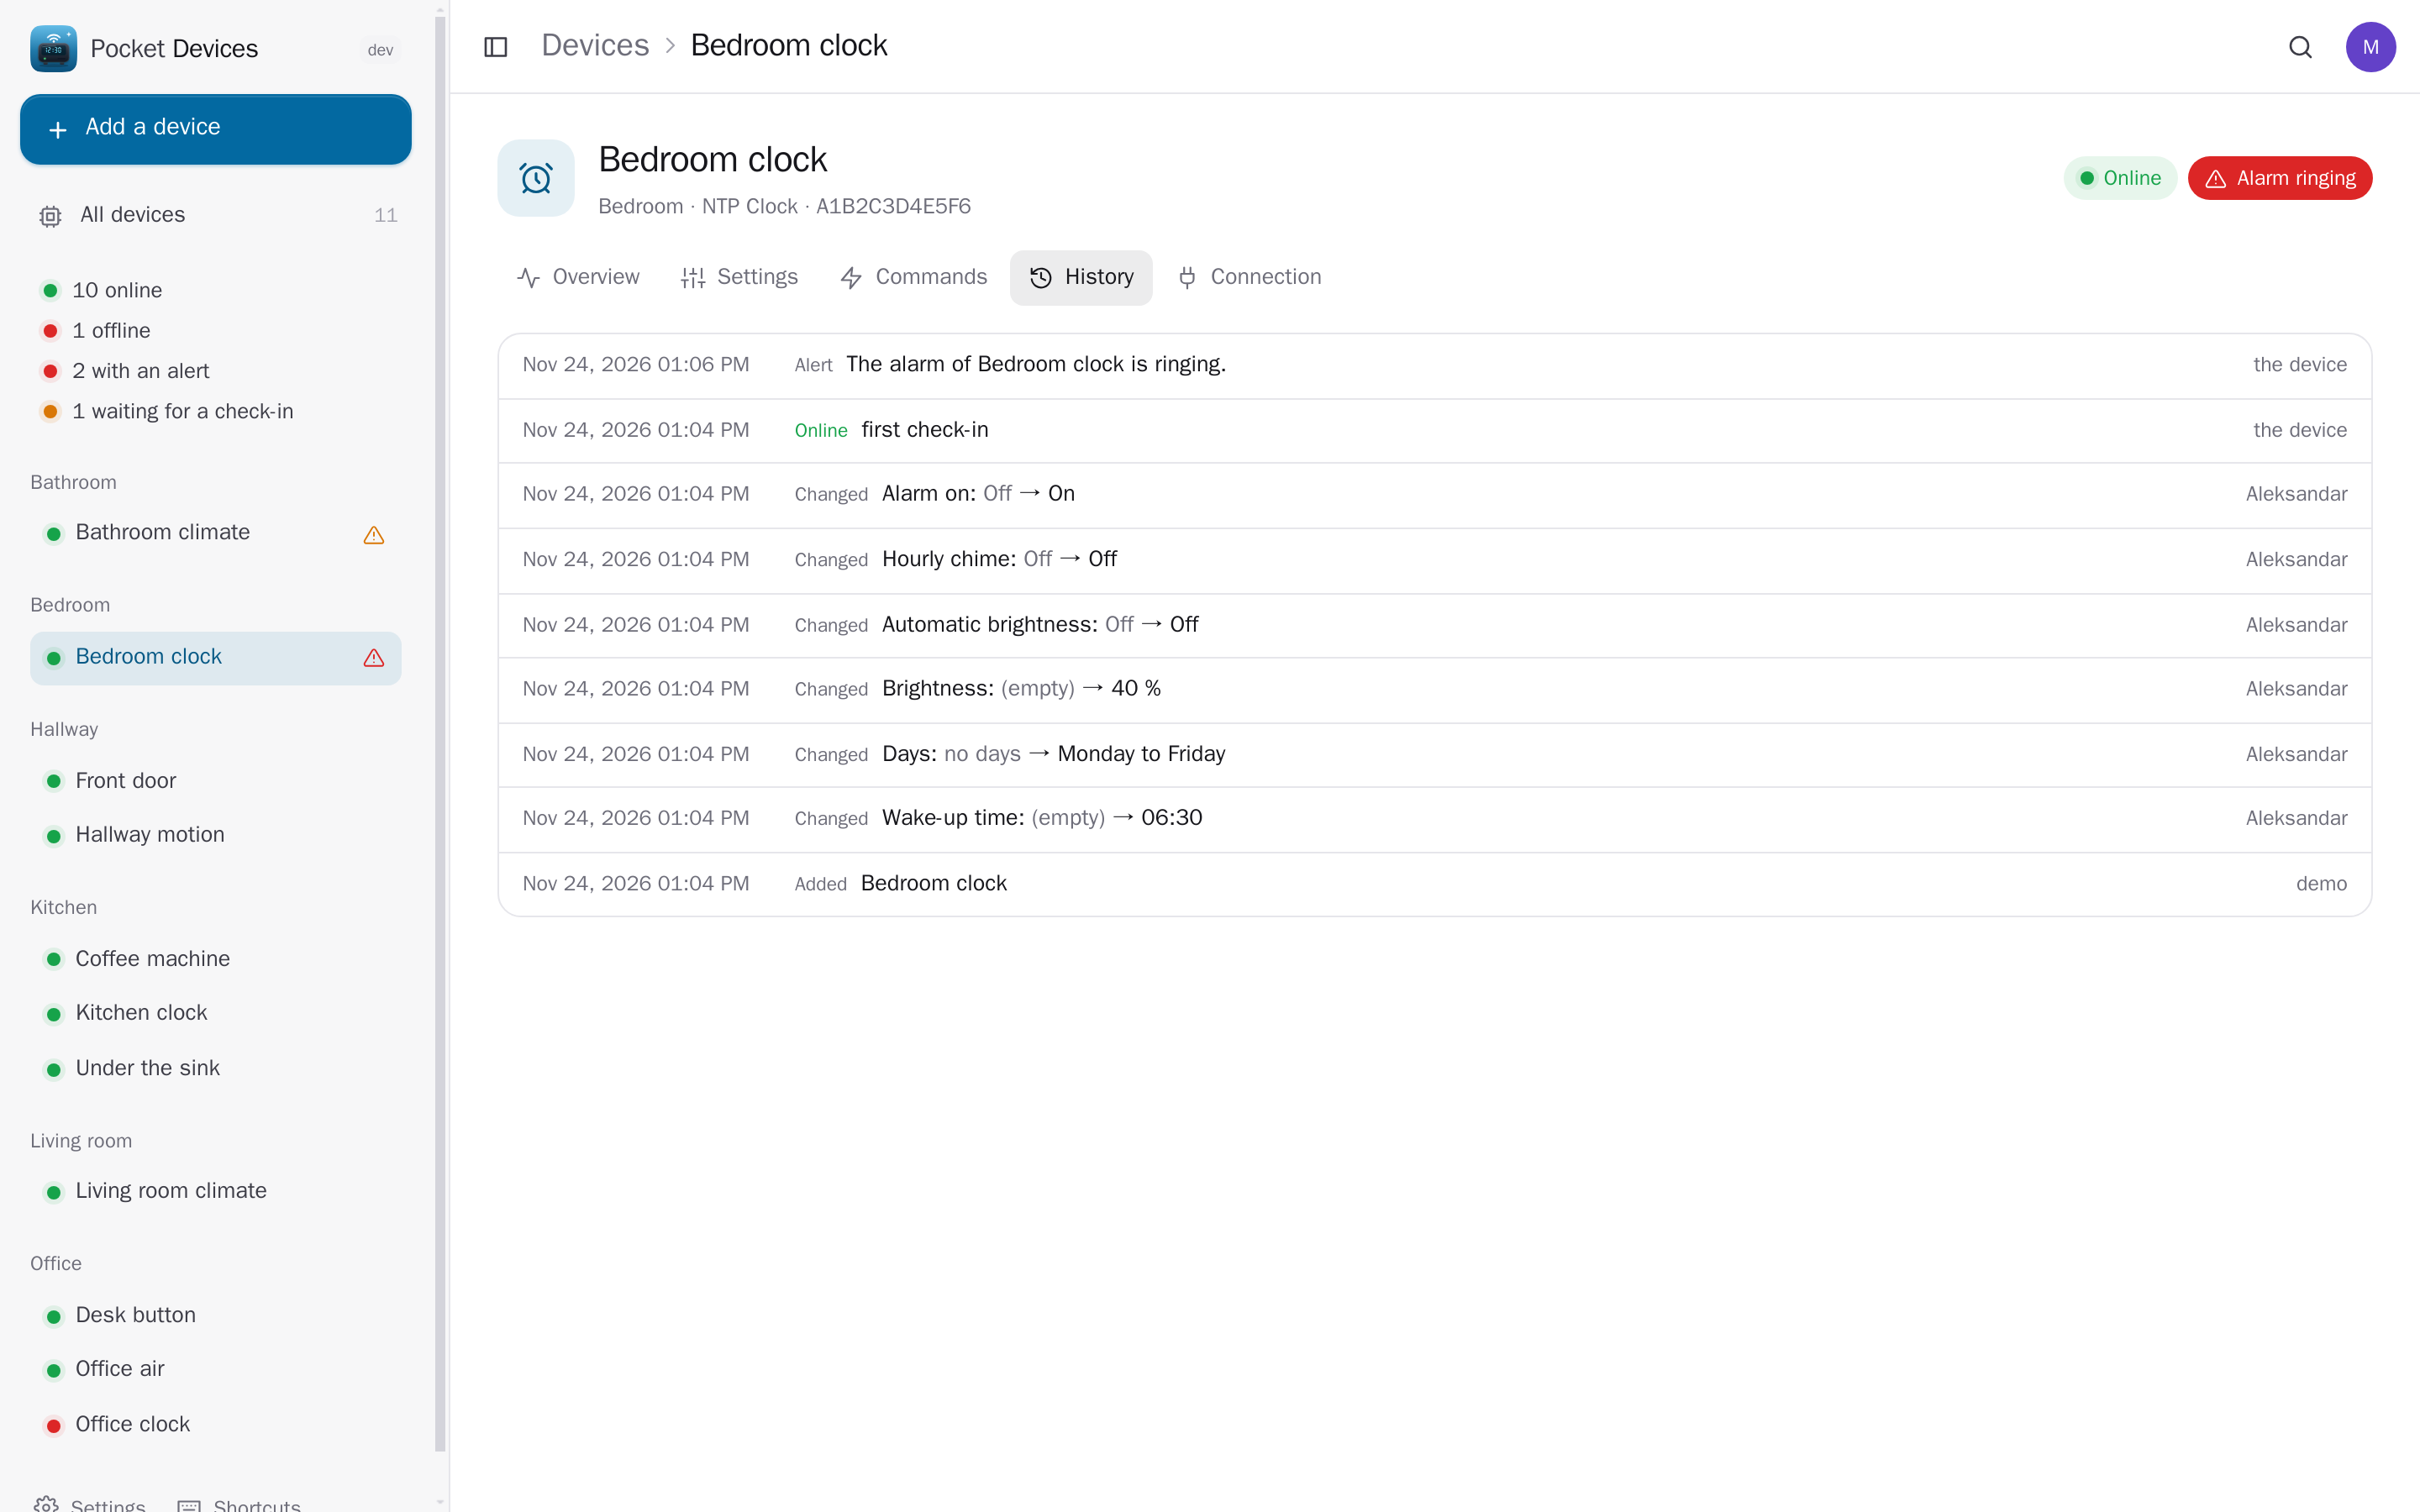 Pocket Devices dev
Add a device
All devices 11
10 online
1 offline
2 with an alert
1 waiting for a check-in
Bathroom
Bathroom climate
Bedroom
Bedroom clock
Hallway
Front door
Hallway motion
Kitchen
Coffee machine
Kitchen clock
Under the sink
Living room
Living room climate
Office
Desk button
Office air
Office clock
Settings Shortcuts
Devices > Bedroom clock M
Bedroom clock
Bedroom · NTP Clock · A1B2C3D4E5F6
Online Alarm ringing
Overview Settings Commands History Connection
Nov 24, 2026 01:06 PM Alert The alarm of Bedroom clock is ringing. the device
Nov 24, 2026 01:04 PM Online first check-in the device
Nov 24, 2026 01:04 PM Changed Alarm on: Off → On Aleksandar
Nov 24, 2026 01:04 PM Changed Hourly chime: Off → Off Aleksandar
Nov 24, 2026 01:04 PM Changed Automatic brightness: Off → Off Aleksandar
Nov 24, 2026 01:04 PM Changed Brightness: (empty) → 40 % Aleksandar
Nov 24, 2026 01:04 PM Changed Days: no days → Monday to Friday Aleksandar
Nov 24, 2026 01:04 PM Changed Wake-up time: (empty) → 06:30 Aleksandar
Nov 24, 2026 01:04 PM Added Bedroom clock demo